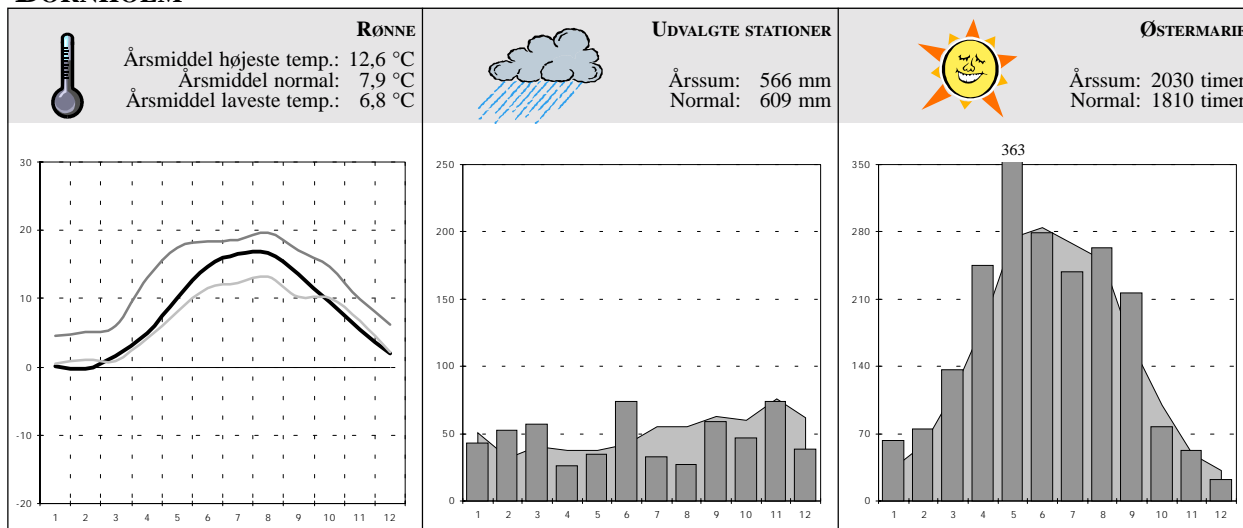 BORNHOLM
RØNNE
Årsmiddel højeste temp.: 12,6 °C
Årsmiddel normal: 7,9 °C
Årsmiddel laveste temp.: 6,8 °C
UDVALGTE STATIONER
Årssum: 566 mm
Normal: 609 mm
ØSTERMARIE
Årssum: 2030 timer
Normal: 1810 timer
30
20
10
0
-10
-20
1 2 3 4 5 6 7 8 9 10 11 12
250
200
150
100
50
0
1 2 3 4 5 6 7 8 9 10 11 12
363
350
280
210
140
70
0
1 2 3 4 5 6 7 8 9 10 11 12